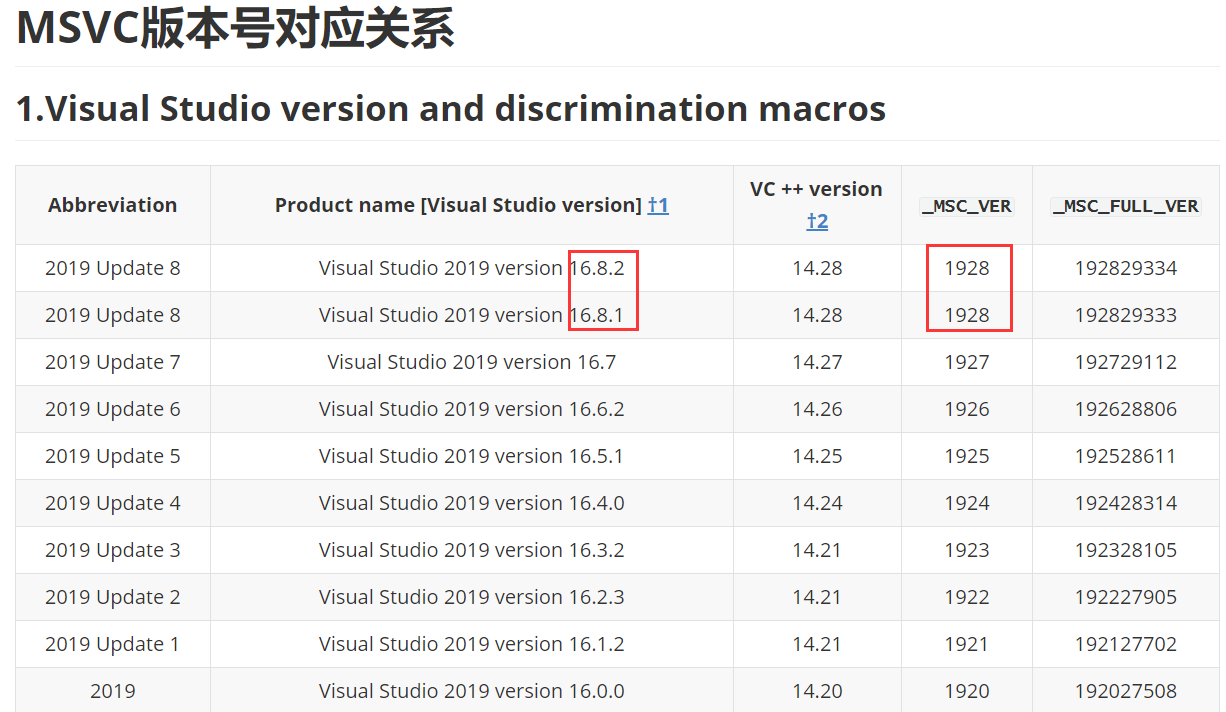 MSVC版本号对应关系
1.Visual Studio version and discrimination macros
Abbreviation Product name [Visual Studio version] †1 VC ++ version †2 _MSC_VER _MSC_FULL_VER
2019 Update 8 Visual Studio 2019 version 16.8.2 14.28 1928 192829334
2019 Update 8 Visual Studio 2019 version 16.8.1 14.28 1928 192829333
2019 Update 7 Visual Studio 2019 version 16.7 14.27 1927 192729112
2019 Update 6 Visual Studio 2019 version 16.6.2 14.26 1926 192628806
2019 Update 5 Visual Studio 2019 version 16.5.1 14.25 1925 192528611
2019 Update 4 Visual Studio 2019 version 16.4.0 14.24 1924 192428314
2019 Update 3 Visual Studio 2019 version 16.3.2 14.21 1923 192328105
2019 Update 2 Visual Studio 2019 version 16.2.3 14.21 1922 192227905
2019 Update 1 Visual Studio 2019 version 16.1.2 14.21 1921 192127702
2019 Visual Studio 2019 version 16.0.0 14.20 1920 192027508